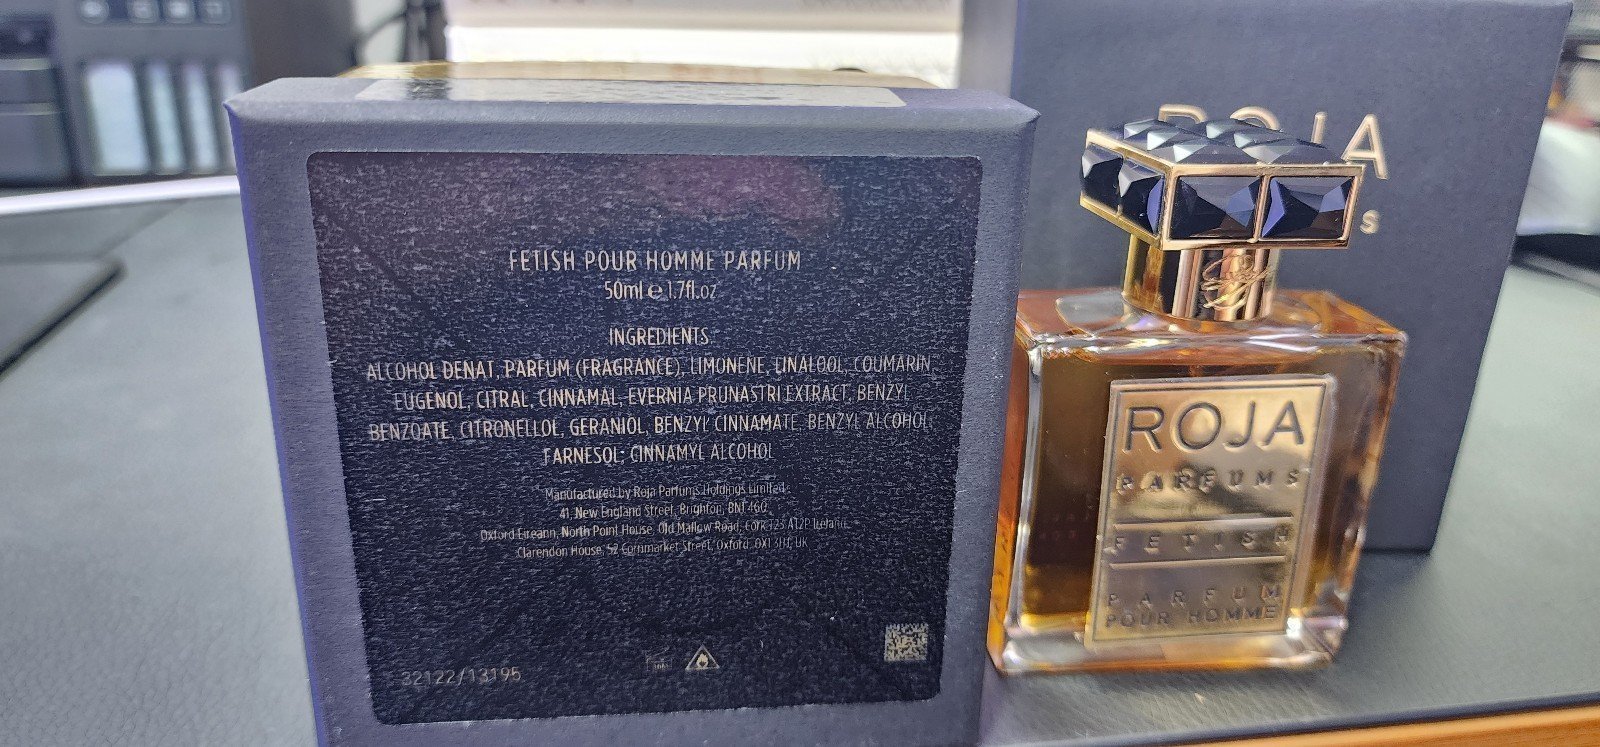 FETISH POUR HOMME PARFUM
50ml e 1.7fl.oz
INGREDIENTS
ALCOHOL DENAT, PARFUM (FRAGRANCE), LIMONENE, LINALOOL, COUMARIN,
EUGENOL, CITRAL, CINNAMAL, EVERNIA PRUNASTRI EXTRACT, BENZYL
BENZOATE, CITRONELLOL, GERANIOL, BENZYL CINNAMATE, BENZYL ALCOHOL,
FARNESOL, CINNAMYL ALCOHOL
Manufactured by Roja Parfums Holdings Limited
41, New England Street, Brighton, BN1 4GQ
Oxford Eireann, North Point House, Old Mallow Road, Cork T23 AT2P Ireland
Clarendon House, 52 Cornmarket Street, Oxford, OX1 3HJ, UK
32122/13195
ROJA
S
ROJA
PARFUMS
FETISH
PARFUM
POUR HOMME